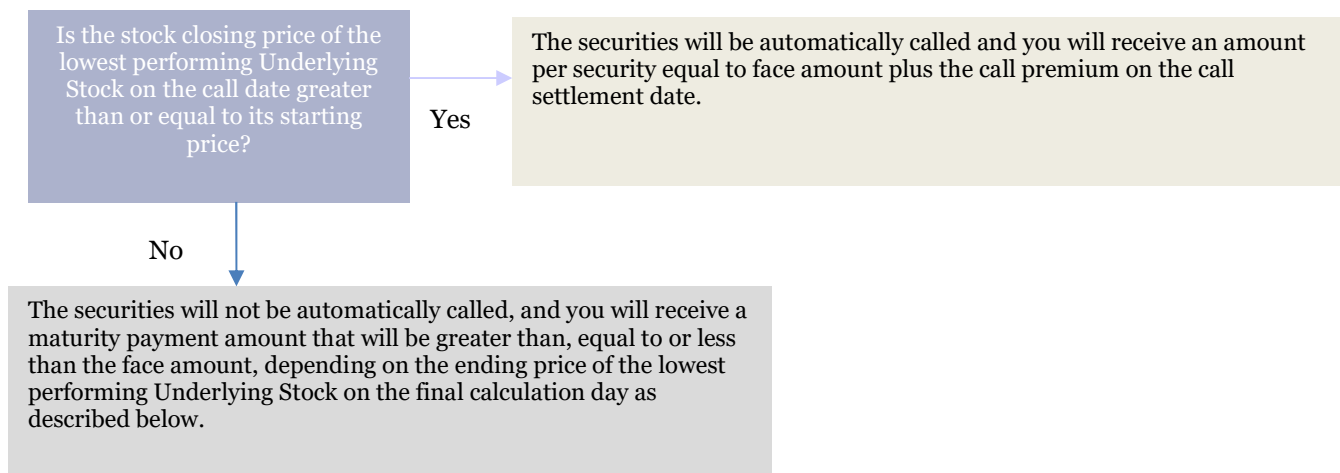 Is the stock closing price of the
lowest performing Underlying
Stock on the call date greater
than or equal to its starting
price?
Yes
The securities will be automatically called and you will receive an amount
per security equal to face amount plus the call premium on the call
settlement date.
No
The securities will not be automatically called, and you will receive a
maturity payment amount that will be greater than, equal to or less
than the face amount, depending on the ending price of the lowest
performing Underlying Stock on the final calculation day as
described below.